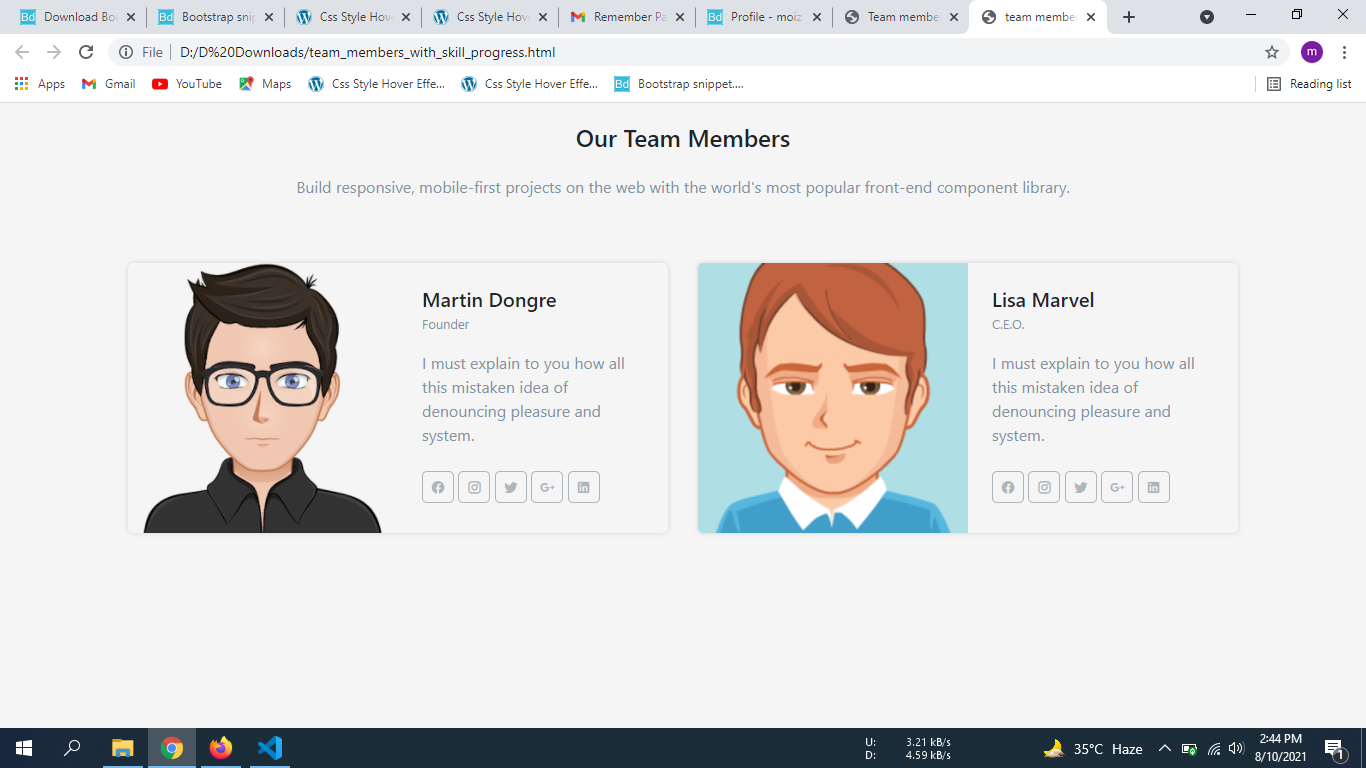 Bd Download Bo
Bd Bootstrap snip
Css Style Hov
Css Style Hov
Remember Pa
Bd Profile - moiz
Team membe
team membe
File D:/D%20Downloads/team_members_with_skill_progress.html
m
Apps Gmail YouTube Maps Css Style Hover Effe... Css Style Hover Effe... Bd Bootstrap snippet.... Reading list
Our Team Members
Build responsive, mobile-first projects on the web with the world's most popular front-end component library.
Martin Dongre
Founder
I must explain to you how all
this mistaken idea of
denouncing pleasure and
system.
G+
Lisa Marvel
C.E.O.
I must explain to you how all
this mistaken idea of
denouncing pleasure and
system.
G+
U: 3.21 kB/s
D: 4.59 kB/s
35°C Haze
2:44 PM
8/10/2021
1